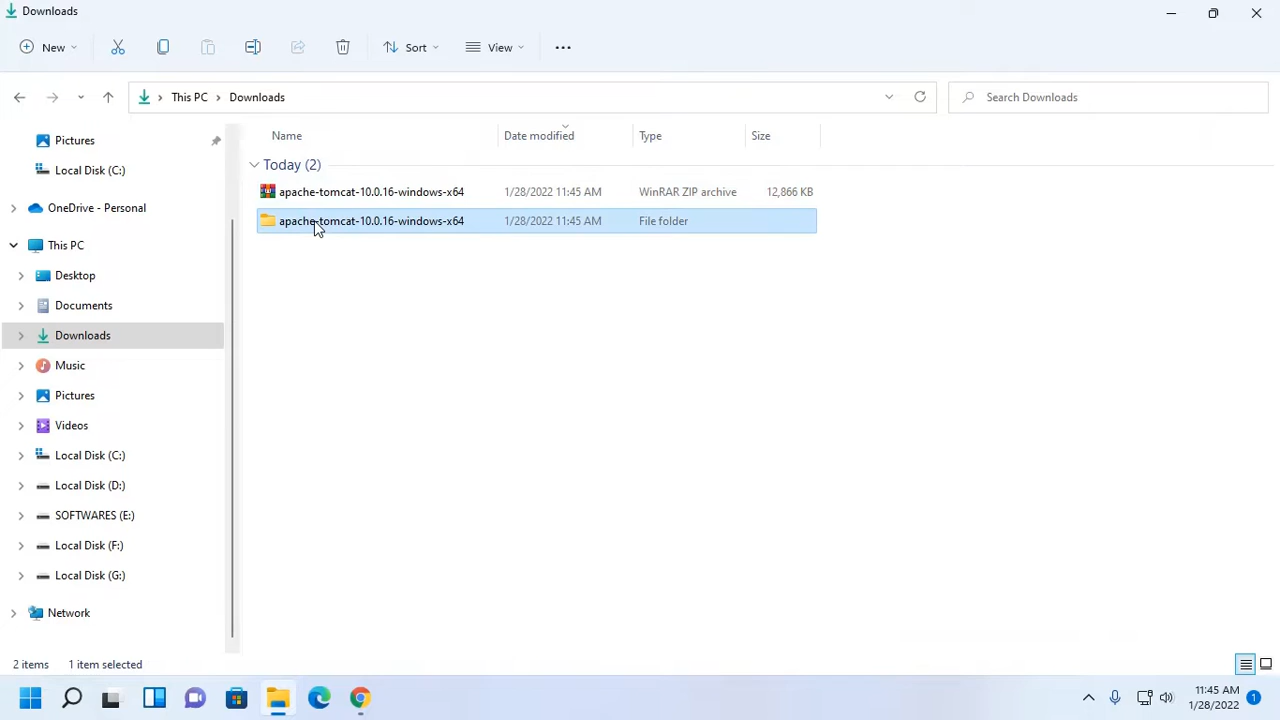 Downloads
New
Sort
View
This PC
Downloads
Search Downloads
Name
Date modified
Type
Size
Today (2)
apache-tomcat-10.0.16-windows-x64 1/28/2022 11:45 AM WinRAR ZIP archive 12,866 KB
apache-tomcat-10.0.16-windows-x64 1/28/2022 11:45 AM File folder
Pictures
Local Disk (C:)
OneDrive - Personal
This PC
Desktop
Documents
Downloads
Music
Pictures
Videos
Local Disk (C:)
Local Disk (D:)
SOFTWARES (E:)
Local Disk (F:)
Local Disk (G:)
Network
2 items 1 item selected
11:45 AM
1/28/2022
1